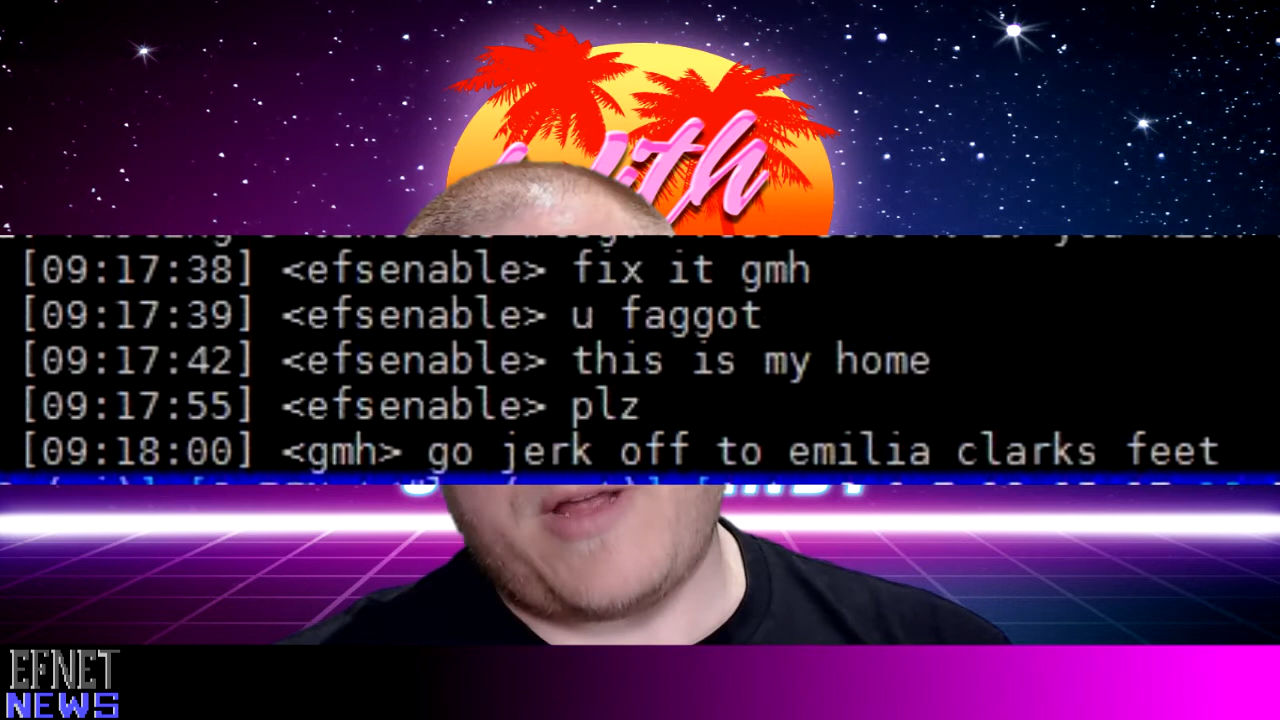 with
[09:17:38] <efsenable> fix it gmh
[09:17:39] <efsenable> u faggot
[09:17:42] <efsenable> this is my home
[09:17:55] <efsenable> plz
[09:18:00] <gmh> go jerk off to emilia clarks feet
EFNET
NEWS